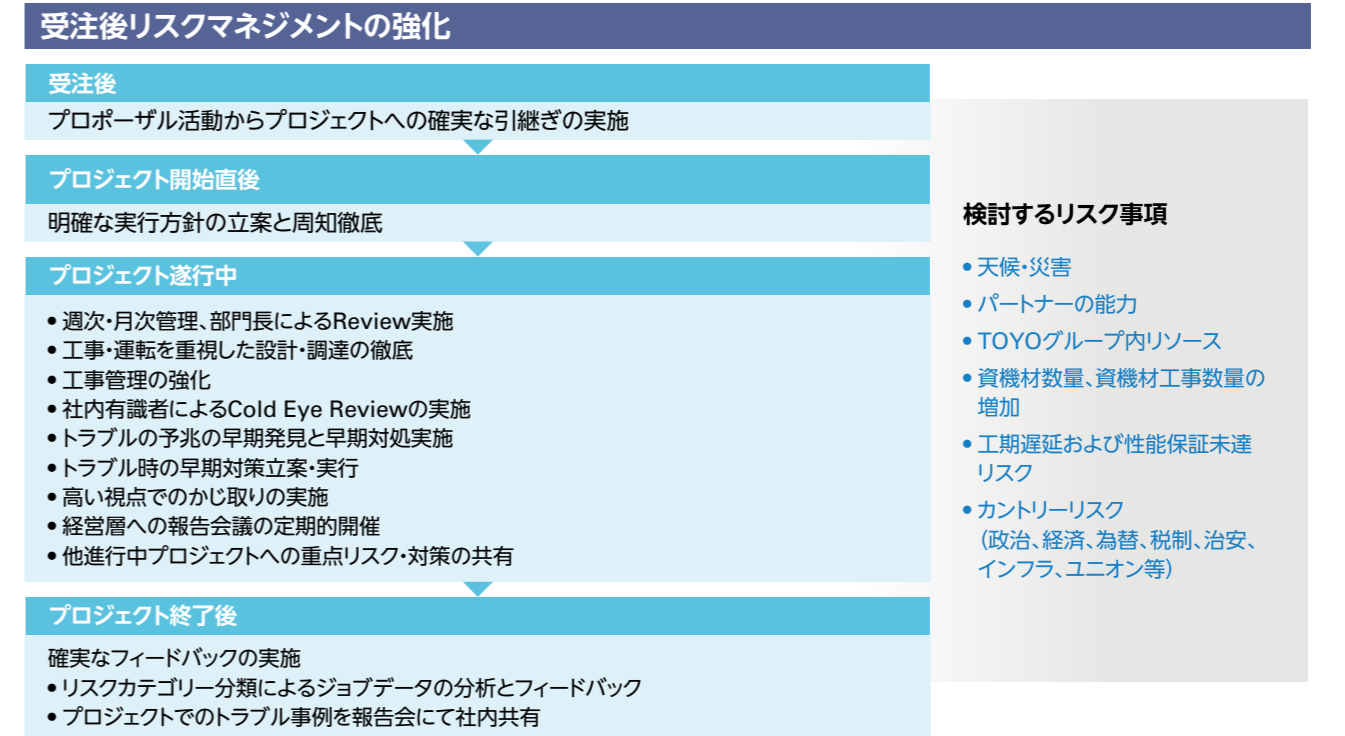 受注後リスクマネジメントの強化
受注後
プロポーザル活動からプロジェクトへの確実な引継ぎの実施
プロジェクト開始直後
明確な実行方針の立案と周知徹底
プロジェクト遂行中
• 週次・月次管理、部門長によるReview実施
• 工事・運転を重視した設計・調達の徹底
• 工事管理の強化
• 社内有識者によるCold Eye Reviewの実施
• トラブルの予兆の早期発見と早期対処実施
• トラブル時の早期対策立案・実行
• 高い視点でのかじ取りの実施
• 経営層への報告会議の定期的開催
• 他進行中プロジェクトへの重点リスク・対策の共有
プロジェクト終了後
確実なフィードバックの実施
• リスクカテゴリー分類によるジョブデータの分析とフィードバック
• プロジェクトでのトラブル事例を報告会にて社内共有
検討するリスク事項
• 天候・災害
• パートナーの能力
• TOYOグループ内リソース
• 資機材数量、資機材工事数量の
増加
• 工期遅延および性能保証未達
リスク
• カントリーリスク
（政治、経済、為替、税制、治安、
インフラ、ユニオン等）